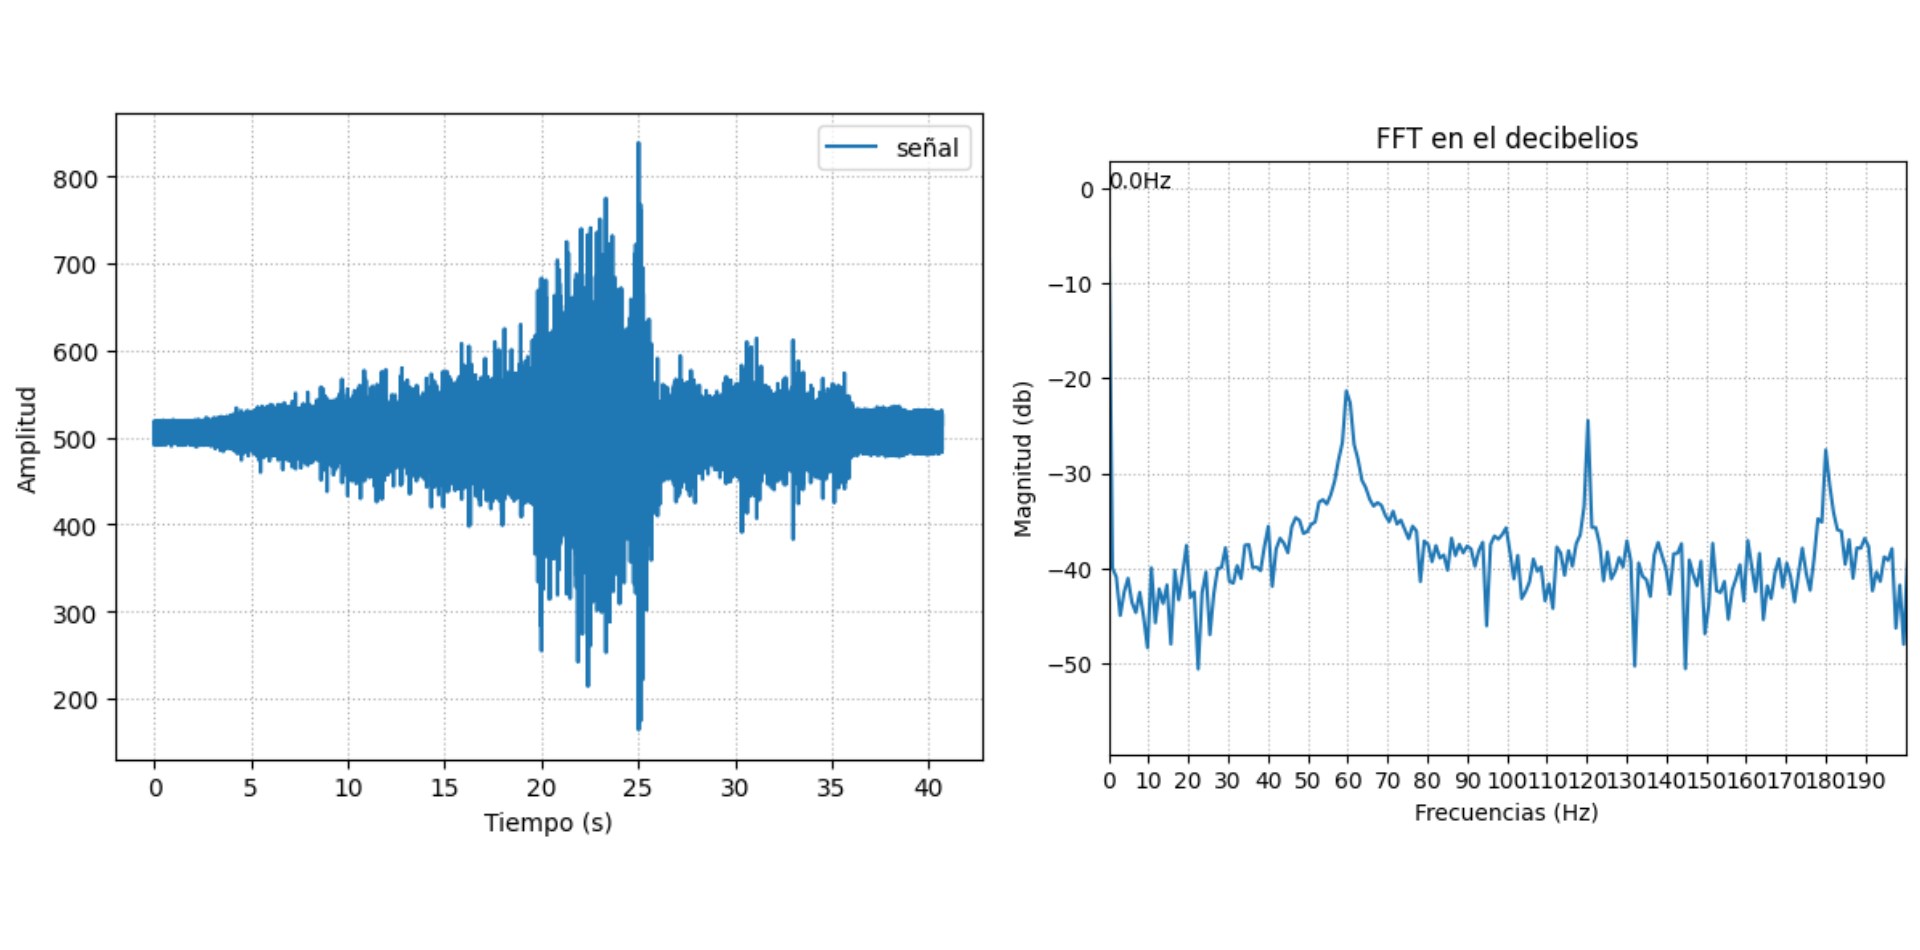 señal
800
700
600
500
400
300
200
Amplitud
0 5 10 15 20 25 30 35 40
Tiempo (s)
FFT en el decibelios
0.0Hz
0
−10
−20
−30
−40
−50
Magnitud (db)
0 10 20 30 40 50 60 70 80 90 100110120130140150160170180190
Frecuencias (Hz)